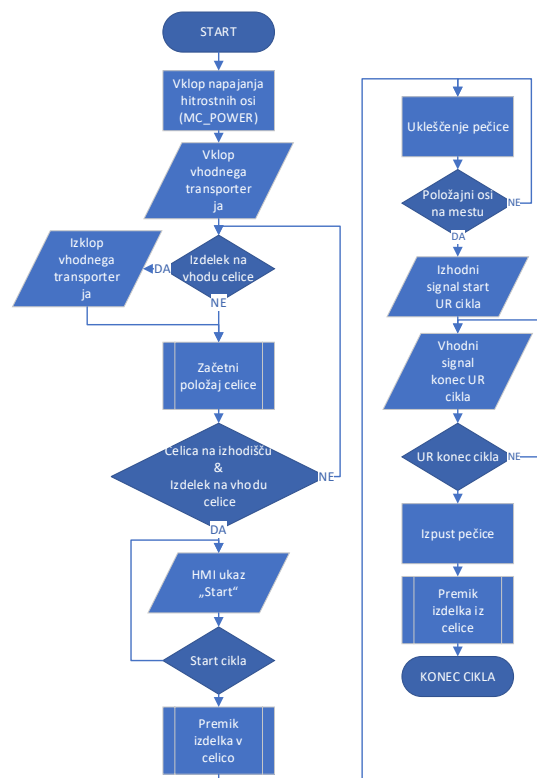 START
Vklop napajanja
hitrostnih osi
(MC_POWER)
Vklop
vhodnega
transporter
ja
Izdelek na
vhodu celice
DA
NE
Izklop
vhodnega
transporter
ja
Začetni
položaj celice
Celica na izhodišču
&
Izdelek na vhodu
celice
NE
DA
HMI ukaz
„Start“
Start cikla
Premik
izdelka v
celico
Ukleščenje pečice
Položajni osi
na mestu
NE
DA
Izhodni
signal start
UR cikla
Vhodni
signal
konec UR
cikla
UR konec cikla
NE
Izpust pečice
Premik
izdelka iz
celice
KONEC CIKLA